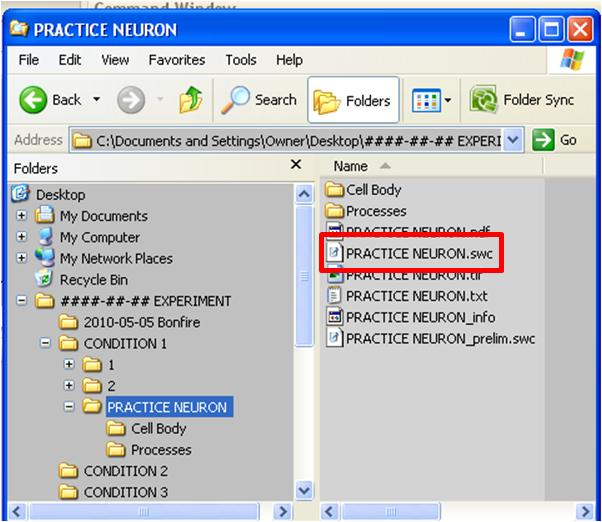 Command Window
PRACTICE NEURON
File Edit View Favorites Tools Help
Back Search Folders Folder Sync
Address C:\Documents and Settings\Owner\Desktop\####-##-## EXPERI Go
Folders
Name
Desktop
My Documents
My Computer
My Network Places
Recycle Bin
####-##-## EXPERIMENT
2010-05-05 Bonfire
CONDITION 1
1
2
PRACTICE NEURON
Cell Body
Processes
CONDITION 2
CONDITION 3
Cell Body
Processes
PRACTICE NEURON.pdf
PRACTICE NEURON.swc
PRACTICE NEURON.tif
PRACTICE NEURON.txt
PRACTICE NEURON_info
PRACTICE NEURON_prelim.swc